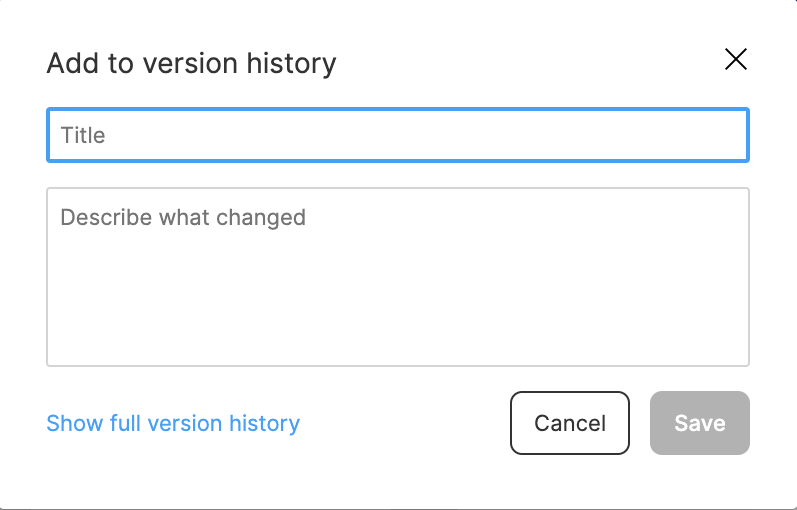 Add to version history
Title
Describe what changed
Show full version history
Cancel
Save